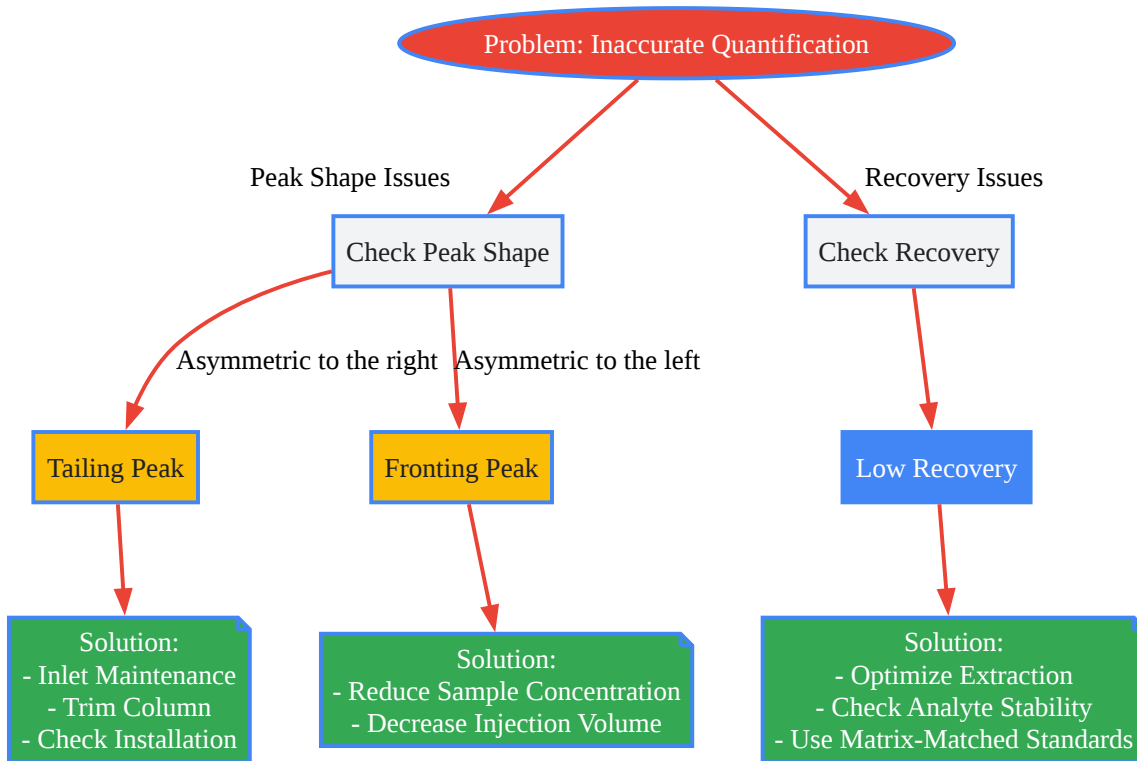 Problem: Inaccurate Quantification
Peak Shape Issues
Recovery Issues
Check Peak Shape
Check Recovery
Asymmetric to the right
Asymmetric to the left
Tailing Peak
Fronting Peak
Low Recovery
Solution:
- Inlet Maintenance
- Trim Column
- Check Installation
Solution:
- Reduce Sample Concentration
- Decrease Injection Volume
Solution:
- Optimize Extraction
- Check Analyte Stability
- Use Matrix-Matched Standards